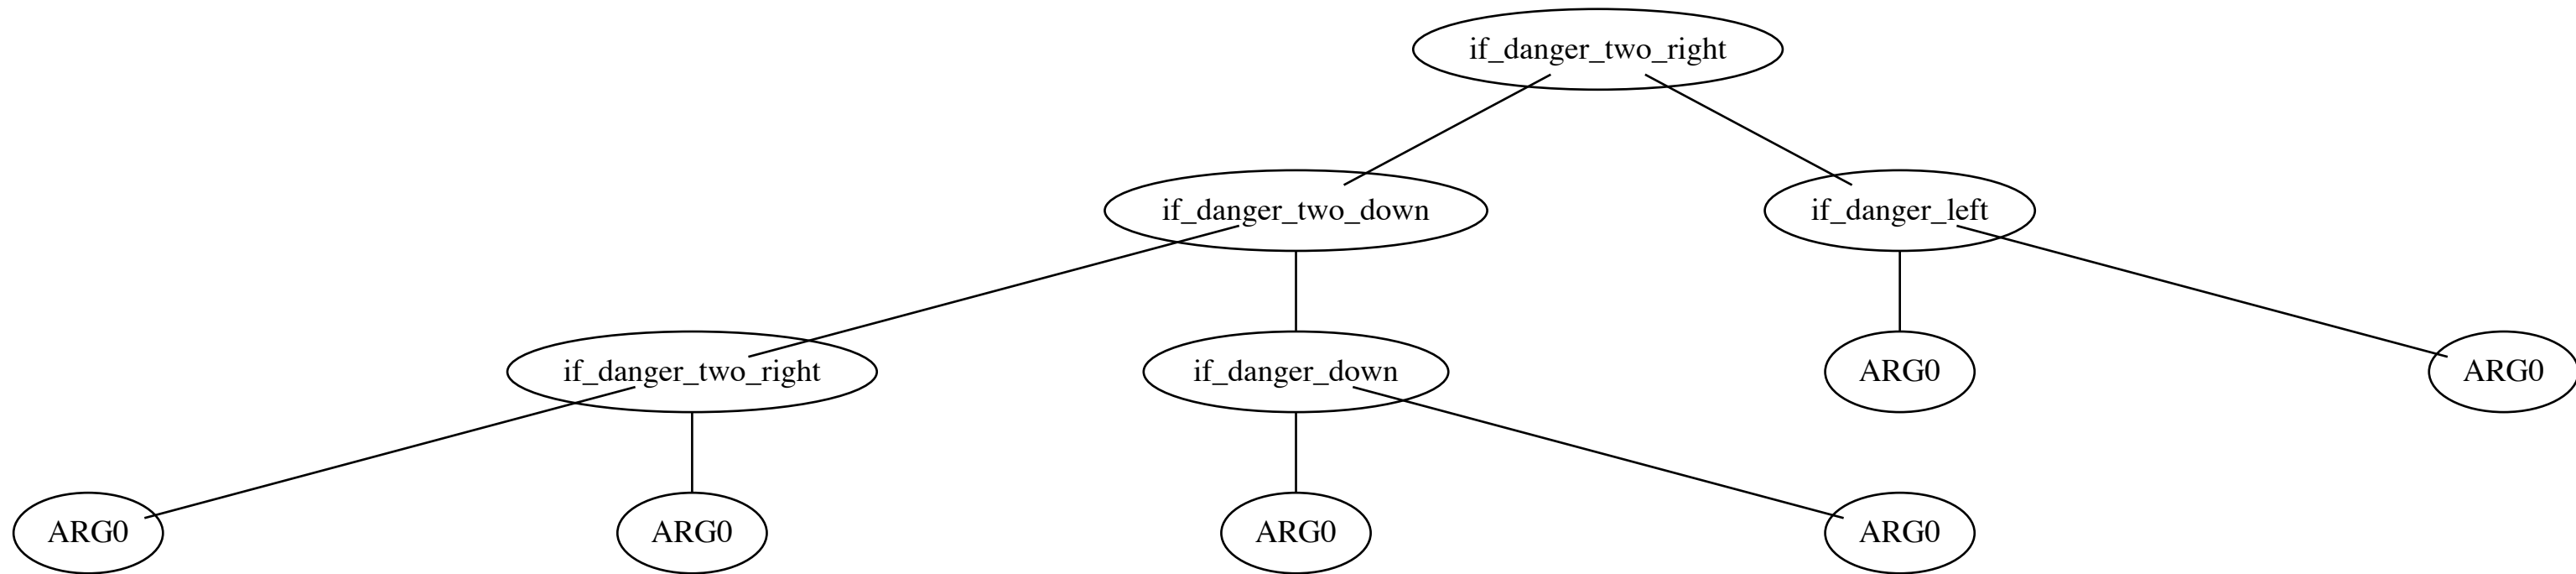 if_danger_two_right
if_danger_two_down
if_danger_left
if_danger_two_right
if_danger_down
ARG0
ARG0
ARG0
ARG0
ARG0
ARG0